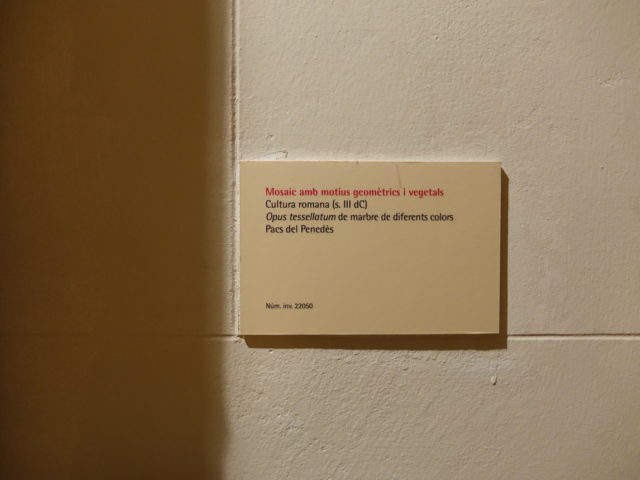 Mosaic amb motius geomètrics i vegetals
Cultura romana (s. III dC)
Opus tessellatum de marbre de diferents colors
Pacs del Penedès
Núm. inv. 22050